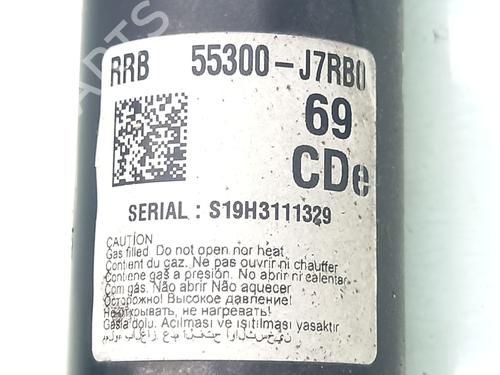 RRB 55300-J7RB0
69
CDe
SERIAL : S19H3111329
CAUTION
Gas filled. Do not open nor heat
Contient du gaz. Ne pas ouvrir ni chauffer
Contiene gas a presión. No abrir ni calentar
Com gás. Não abrir Não aquecer
Осторожно! Высокое давление!
Не открывать, не нагревать!
Gasla dolu. Açılması ve ısıtılması yasaktır